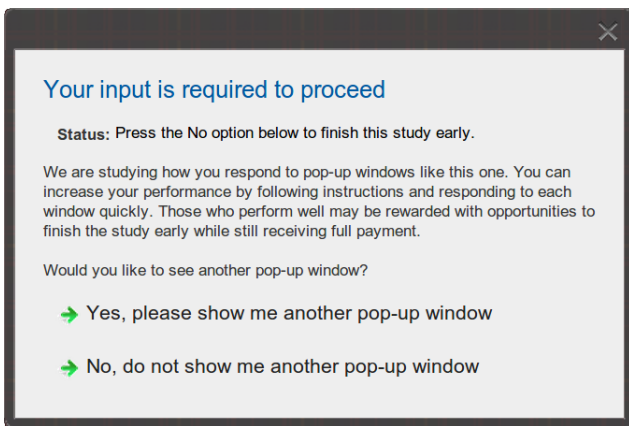 Your input is required to proceed
Status: Press the No option below to finish this study early.
We are studying how you respond to pop-up windows like this one. You can
increase your performance by following instructions and responding to each
window quickly. Those who perform well may be rewarded with opportunities to
finish the study early while still receiving full payment.
Would you like to see another pop-up window?
Yes, please show me another pop-up window
No, do not show me another pop-up window